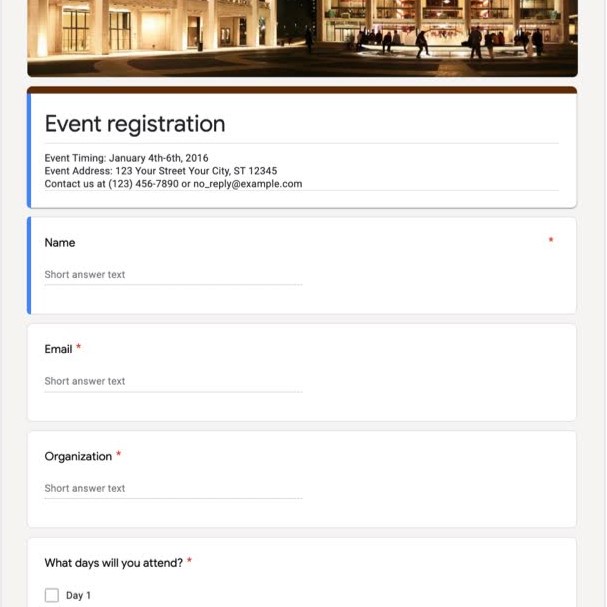 Event registration
Event Timing: January 4th-6th, 2016
Event Address: 123 Your Street Your City, ST 12345
Contact us at (123) 456-7890 or no_reply@example.com
Name *
Short answer text
Email *
Short answer text
Organization *
Short answer text
What days will you attend? *
Day 1